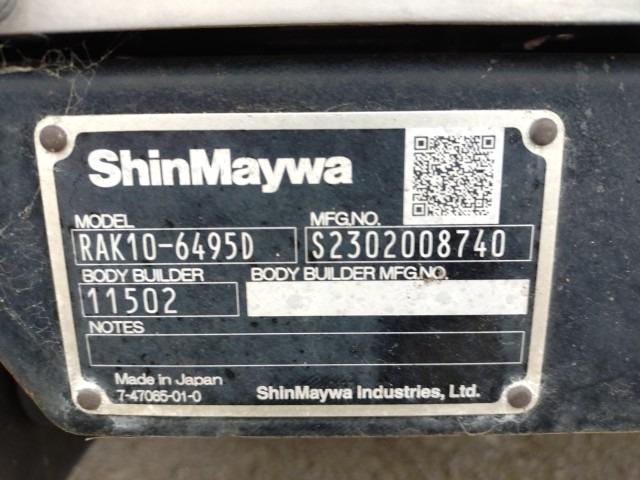 ShinMaywa
MODEL MFG.NO.
RAK10-6495D S2302008740
BODY BUILDER BODY BUILDER MFG.NO.
11502
NOTES
Made in Japan
7-47065-01-0 ShinMaywa Industries, Ltd.